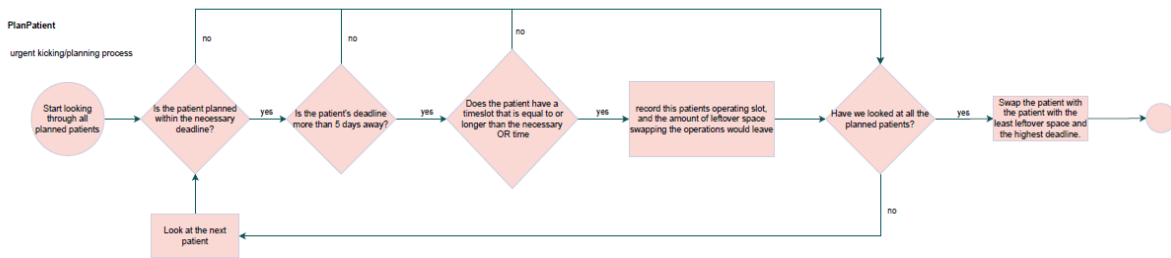 PlanPatient
urgent kicking/planning process
no
no
no
Start looking
through all
planned patients
Is the patient planned
within the necessary
deadline?
yes
Is the patient's deadline
more than 5 days away?
yes
Does the patient have a
timeslot that is equal to or
longer than the necessary
OR time
yes
record this patients operating slot,
and the amount of leftover space
swapping the operations would leave
Have we looked at all the
planned patients?
yes
Swap the patient with
the patient with the
least leftover space and
the highest deadline.
no
Look at the next
patient